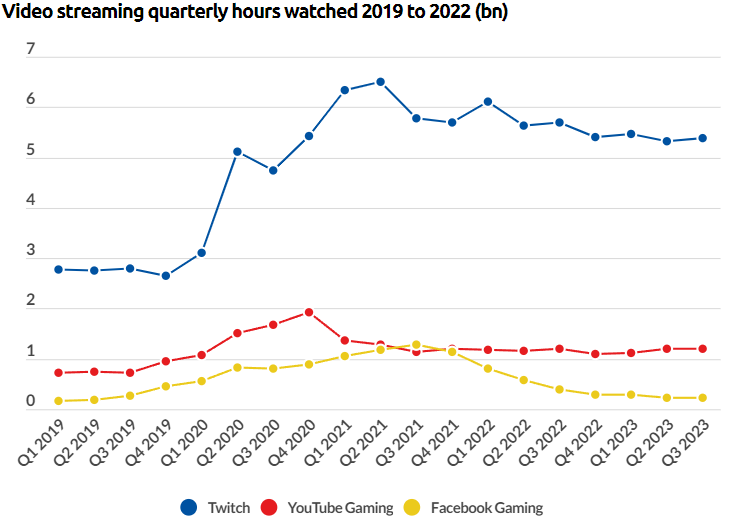 Video streaming quarterly hours watched 2019 to 2022 (bn)
7
6
5
4
3
2
1
0
Q1 2019
Q2 2019
Q3 2019
Q4 2019
Q1 2020
Q2 2020
Q3 2020
Q4 2020
Q1 2021
Q2 2021
Q3 2021
Q4 2021
Q1 2022
Q2 2022
Q3 2022
Q4 2022
Q1 2023
Q2 2023
Q3 2023
Twitch YouTube Gaming Facebook Gaming